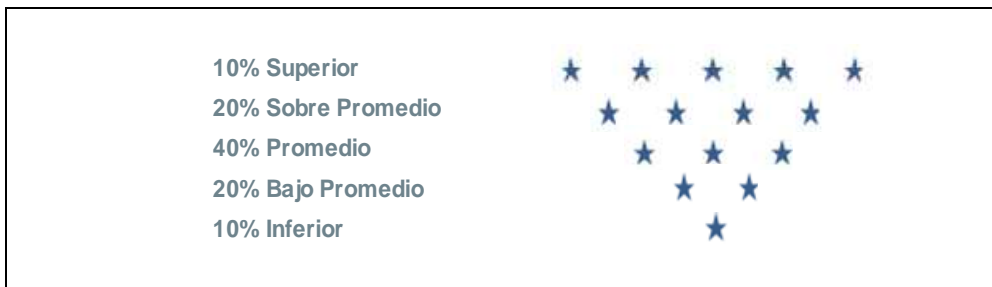 10% Superior
20% Sobre Promedio
40% Promedio
20% Bajo Promedio
10% Inferior